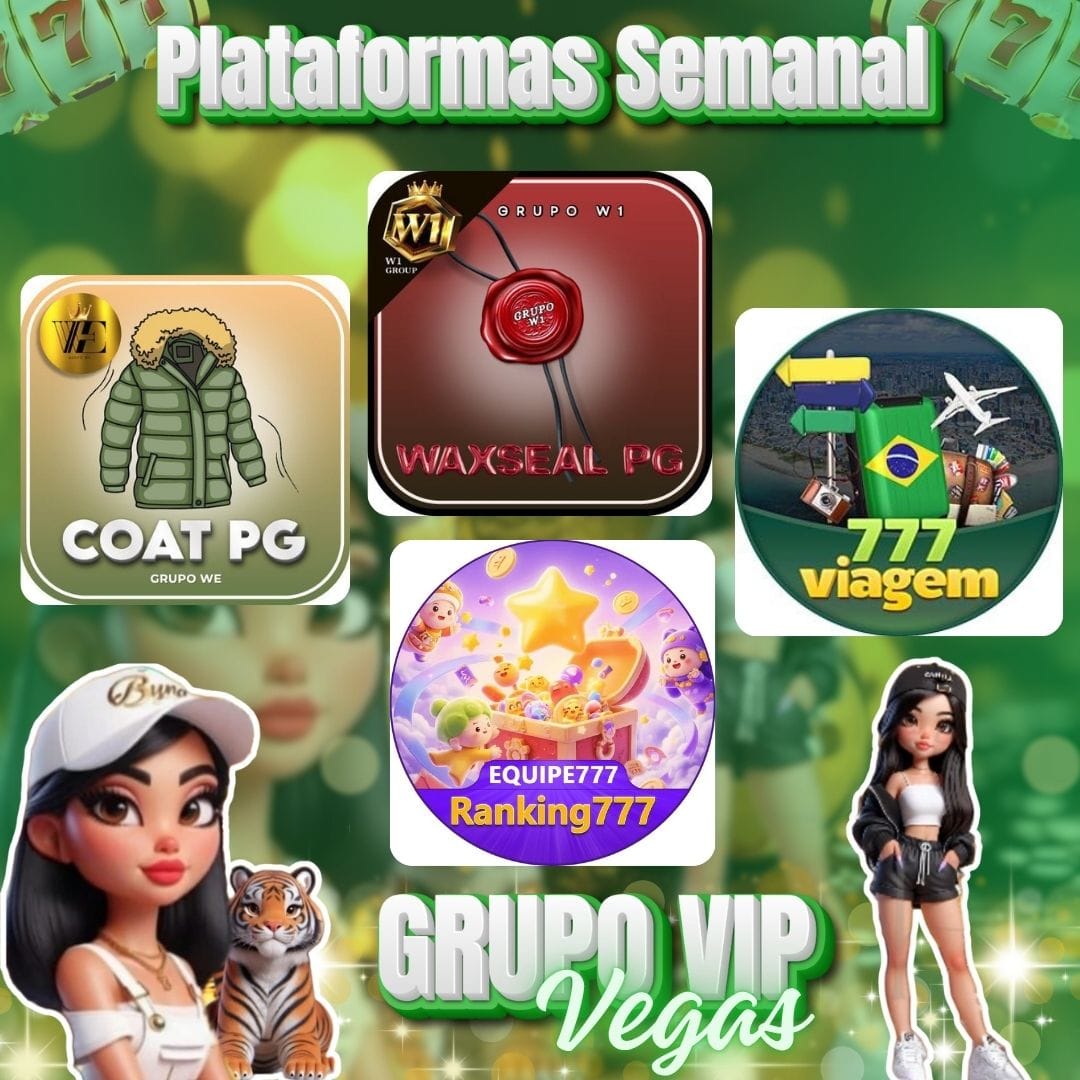 Plataformas Semanal
W1
W1
GROUP
GRUPO W1
GRUPO
W1
WAXSEAL PG
WE
COAT PG
GRUPO WE
777
viagem
EQUIPE777
Ranking777
GRUPO VIP
Vegas